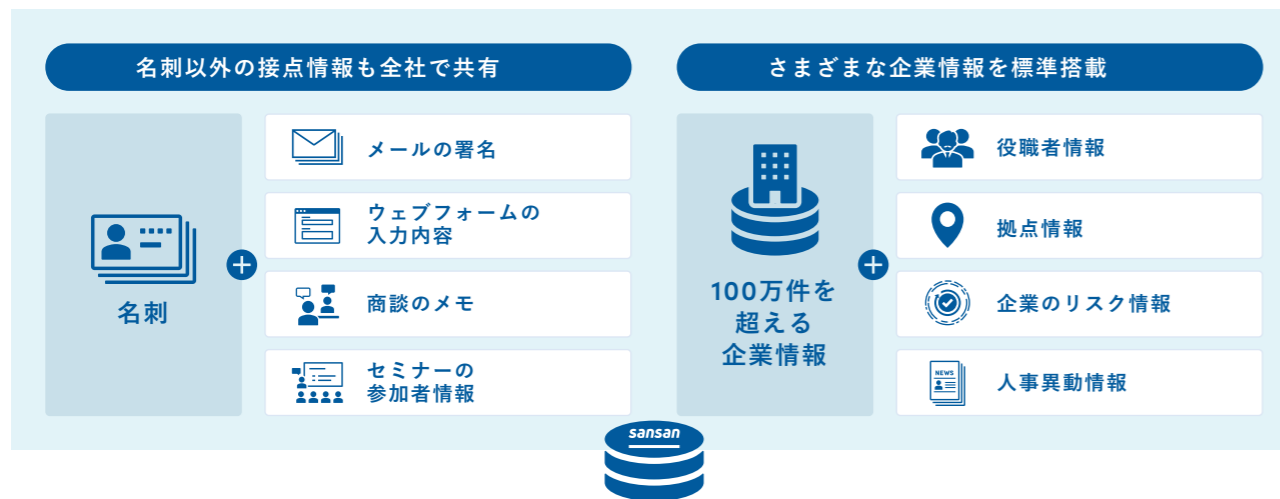 名刺以外の接点情報も全社で共有
名刺
メールの署名
ウェブフォームの
入力内容
商談のメモ
セミナーの
参加者情報
さまざまな企業情報を標準搭載
100万件を
超える
企業情報
役職者情報
拠点情報
企業のリスク情報
NEWS
人事異動情報
sansan